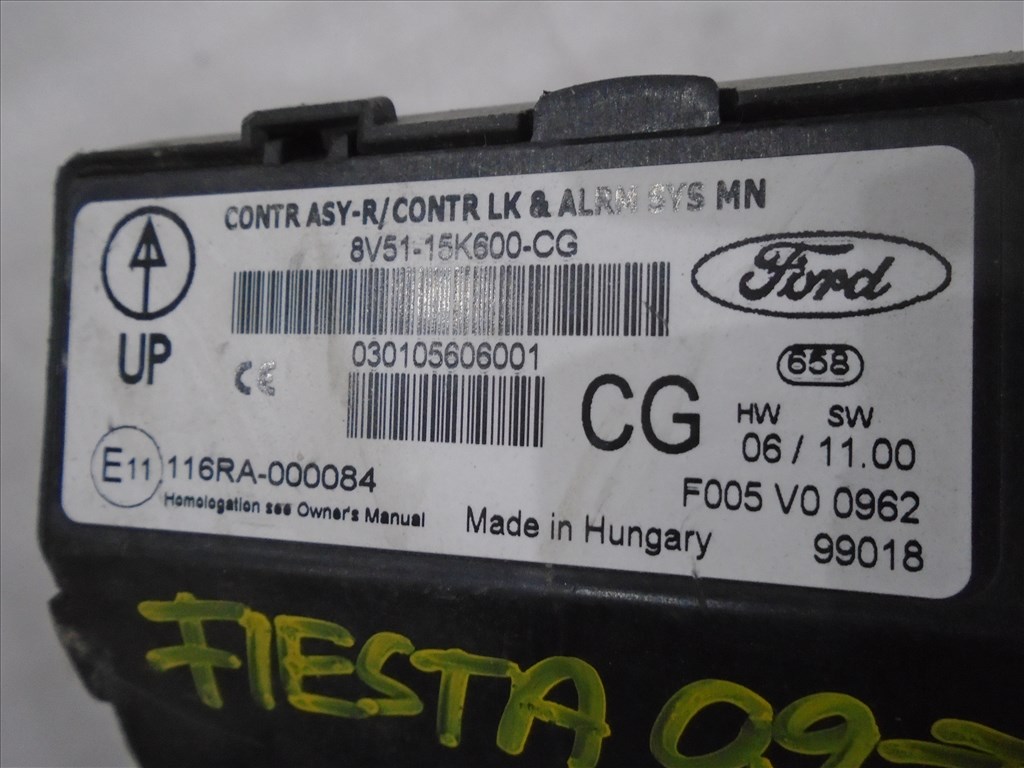 CONTR ASY-R/CONTR LK & ALRM SYS MN
8V51-15K600-CG
Ford
UP
CE
030105606001
CG
658
HW SW
06 / 11.00
E11 116RA-000084
Homologation see Owner's Manual
F005 V0 0962
Made in Hungary
99018
FIESTA 09-